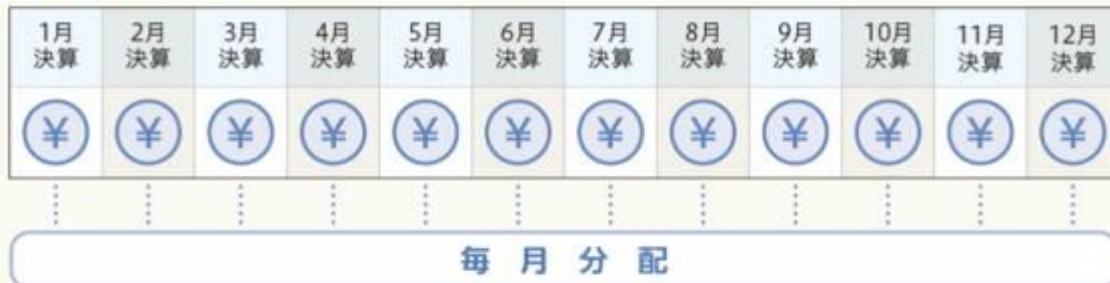 1月 2月 3月 4月 5月 6月 7月 8月 9月 10月 11月 12月
決算 決算 決算 決算 決算 決算 決算 決算 決算 決算 決算 決算
¥ ¥ ¥ ¥ ¥ ¥ ¥ ¥ ¥ ¥ ¥ ¥
毎月分配